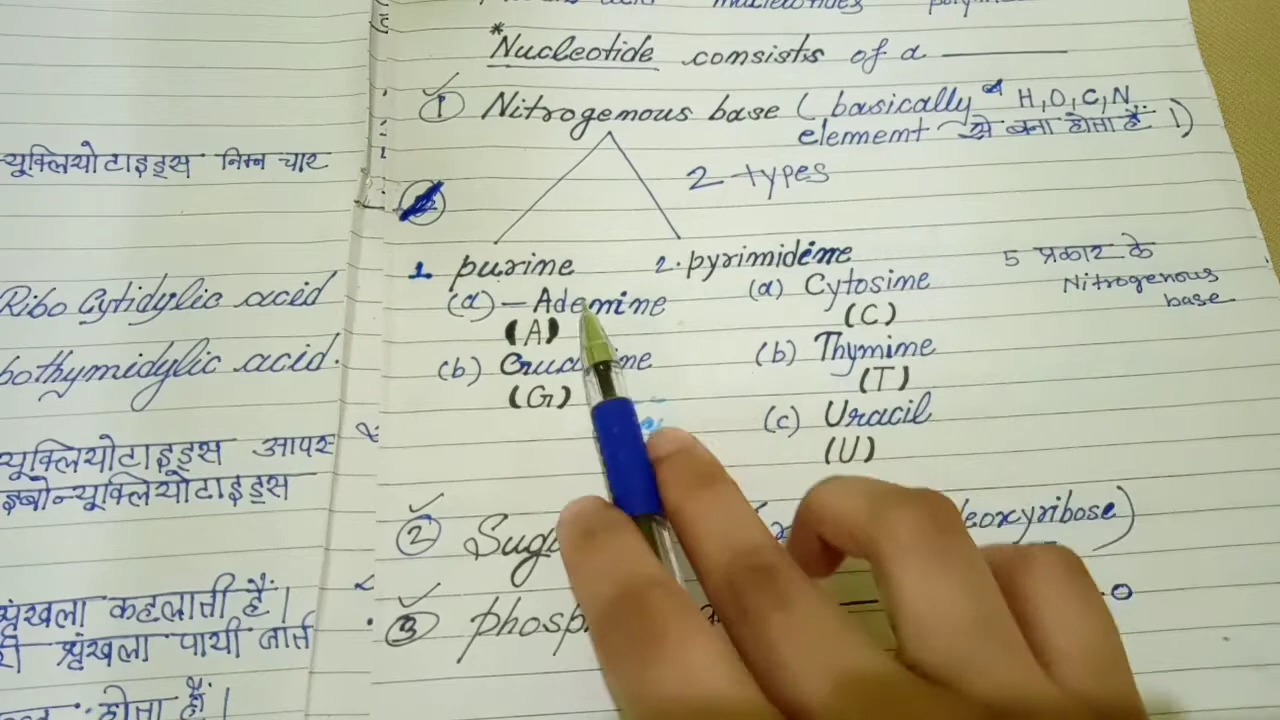 न्यूक्लियोटाइड्स निम्न चार
Ribo Cytidylic acid
bothymidylic acid.
न्यूक्लियोटाइड्स आपस
इबोन्यूक्लियोटाइड्स
श्रृंखला कहलाती है।
श्रृंखला पायी जाती
होता है।
acid nucleotides
*Nucleotide consists of a
① Nitrogenous base ( basically H, O, C, N
element से बना होता है।)
2 types
1. purine
(a) – Adenine
(A)
(b)
(G)
2. pyrimidine
(a) Cytosine
(C)
(b) Thymine
(T)
(c) Uracil
(U)
5 प्रकार के
Nitrogenous
base
② Sug deoxyribose)
③ phosp